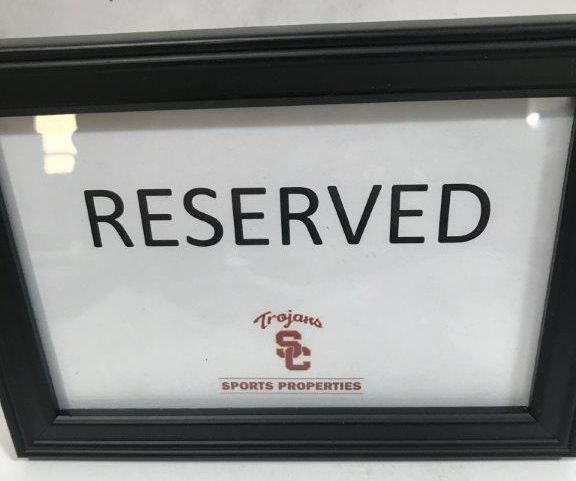 RESERVED
Trojans
SC
SPORTS PROPERTIES